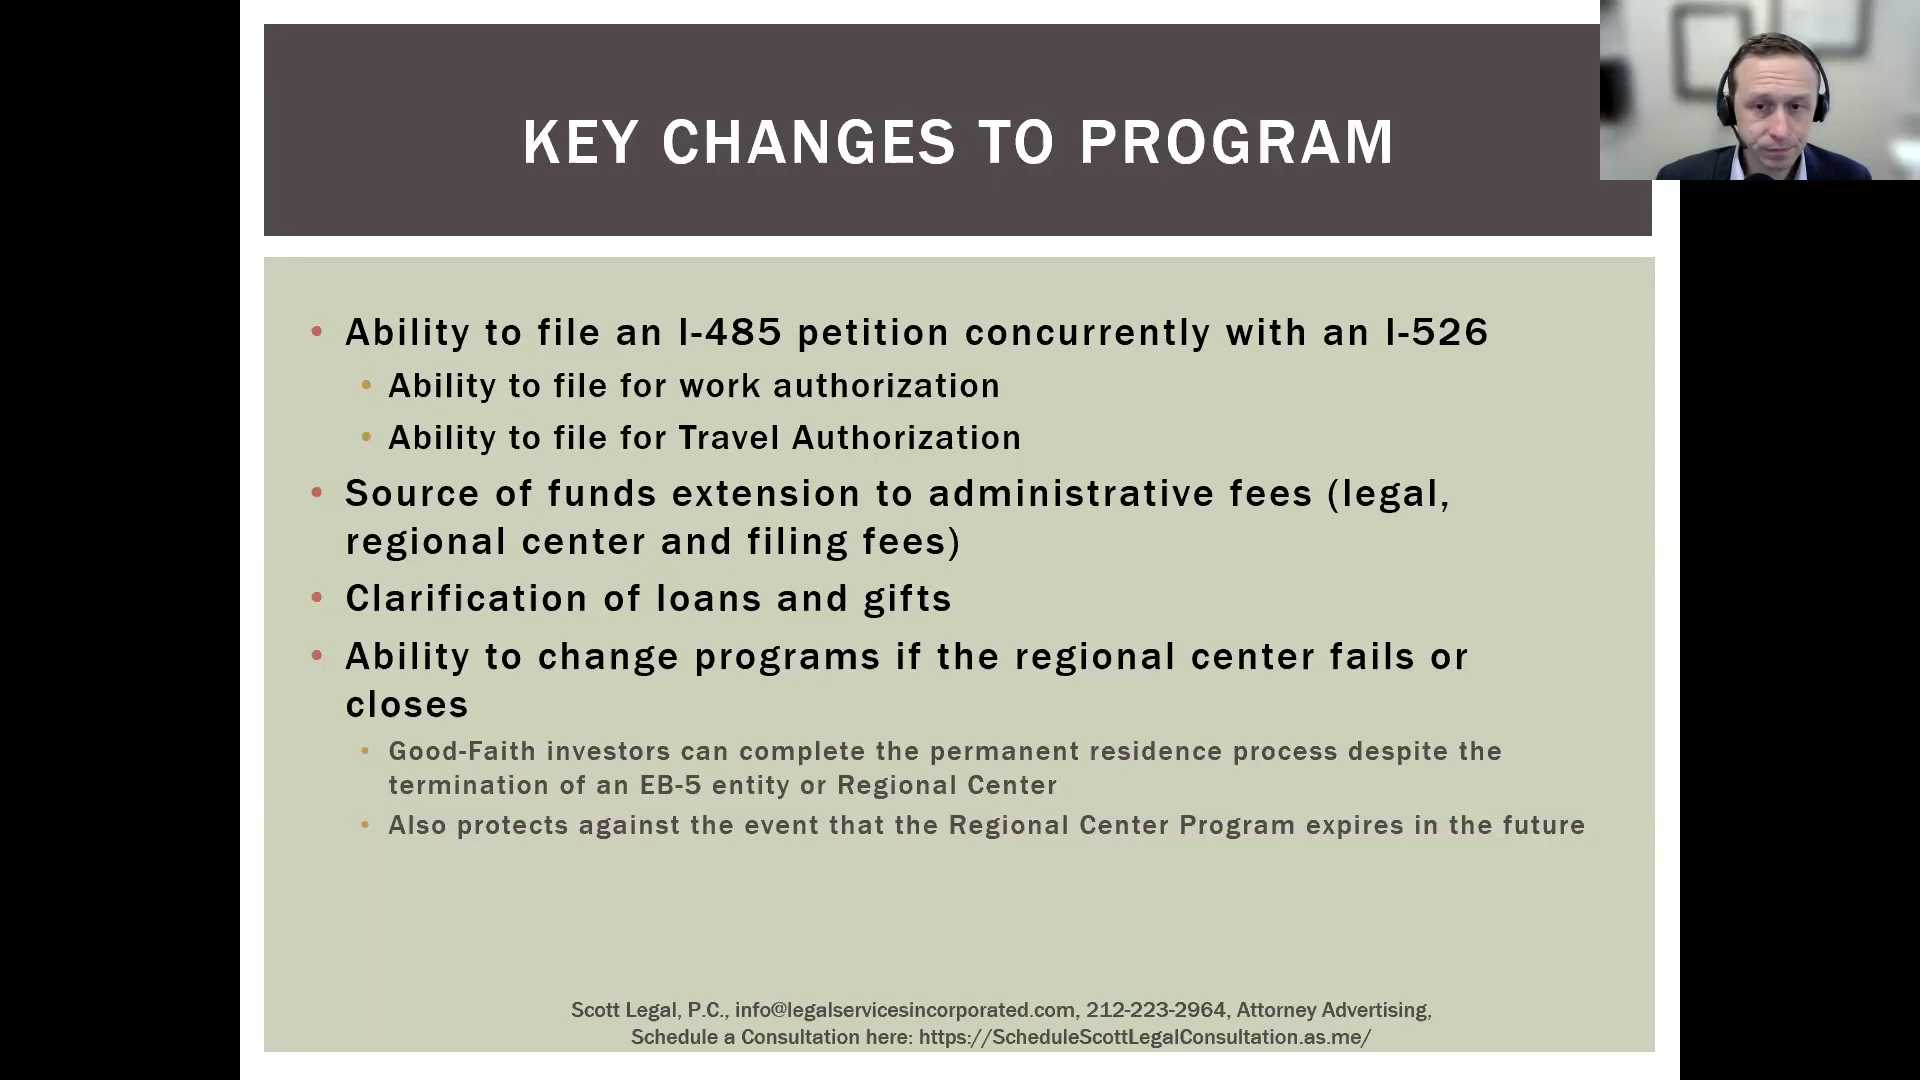 KEY CHANGES TO PROGRAM
• Ability to file an I-485 petition concurrently with an I-526
• Ability to file for work authorization
• Ability to file for Travel Authorization
• Source of funds extension to administrative fees (legal,
regional center and filing fees)
• Clarification of loans and gifts
• Ability to change programs if the regional center fails or
closes
• Good-Faith investors can complete the permanent residence process despite the
termination of an EB-5 entity or Regional Center
• Also protects against the event that the Regional Center Program expires in the future
Scott Legal, P.C., info@legalservicesincorporated.com, 212-223-2964, Attorney Advertising,
Schedule a Consultation here: https://ScheduleScottLegalConsultation.as.me/